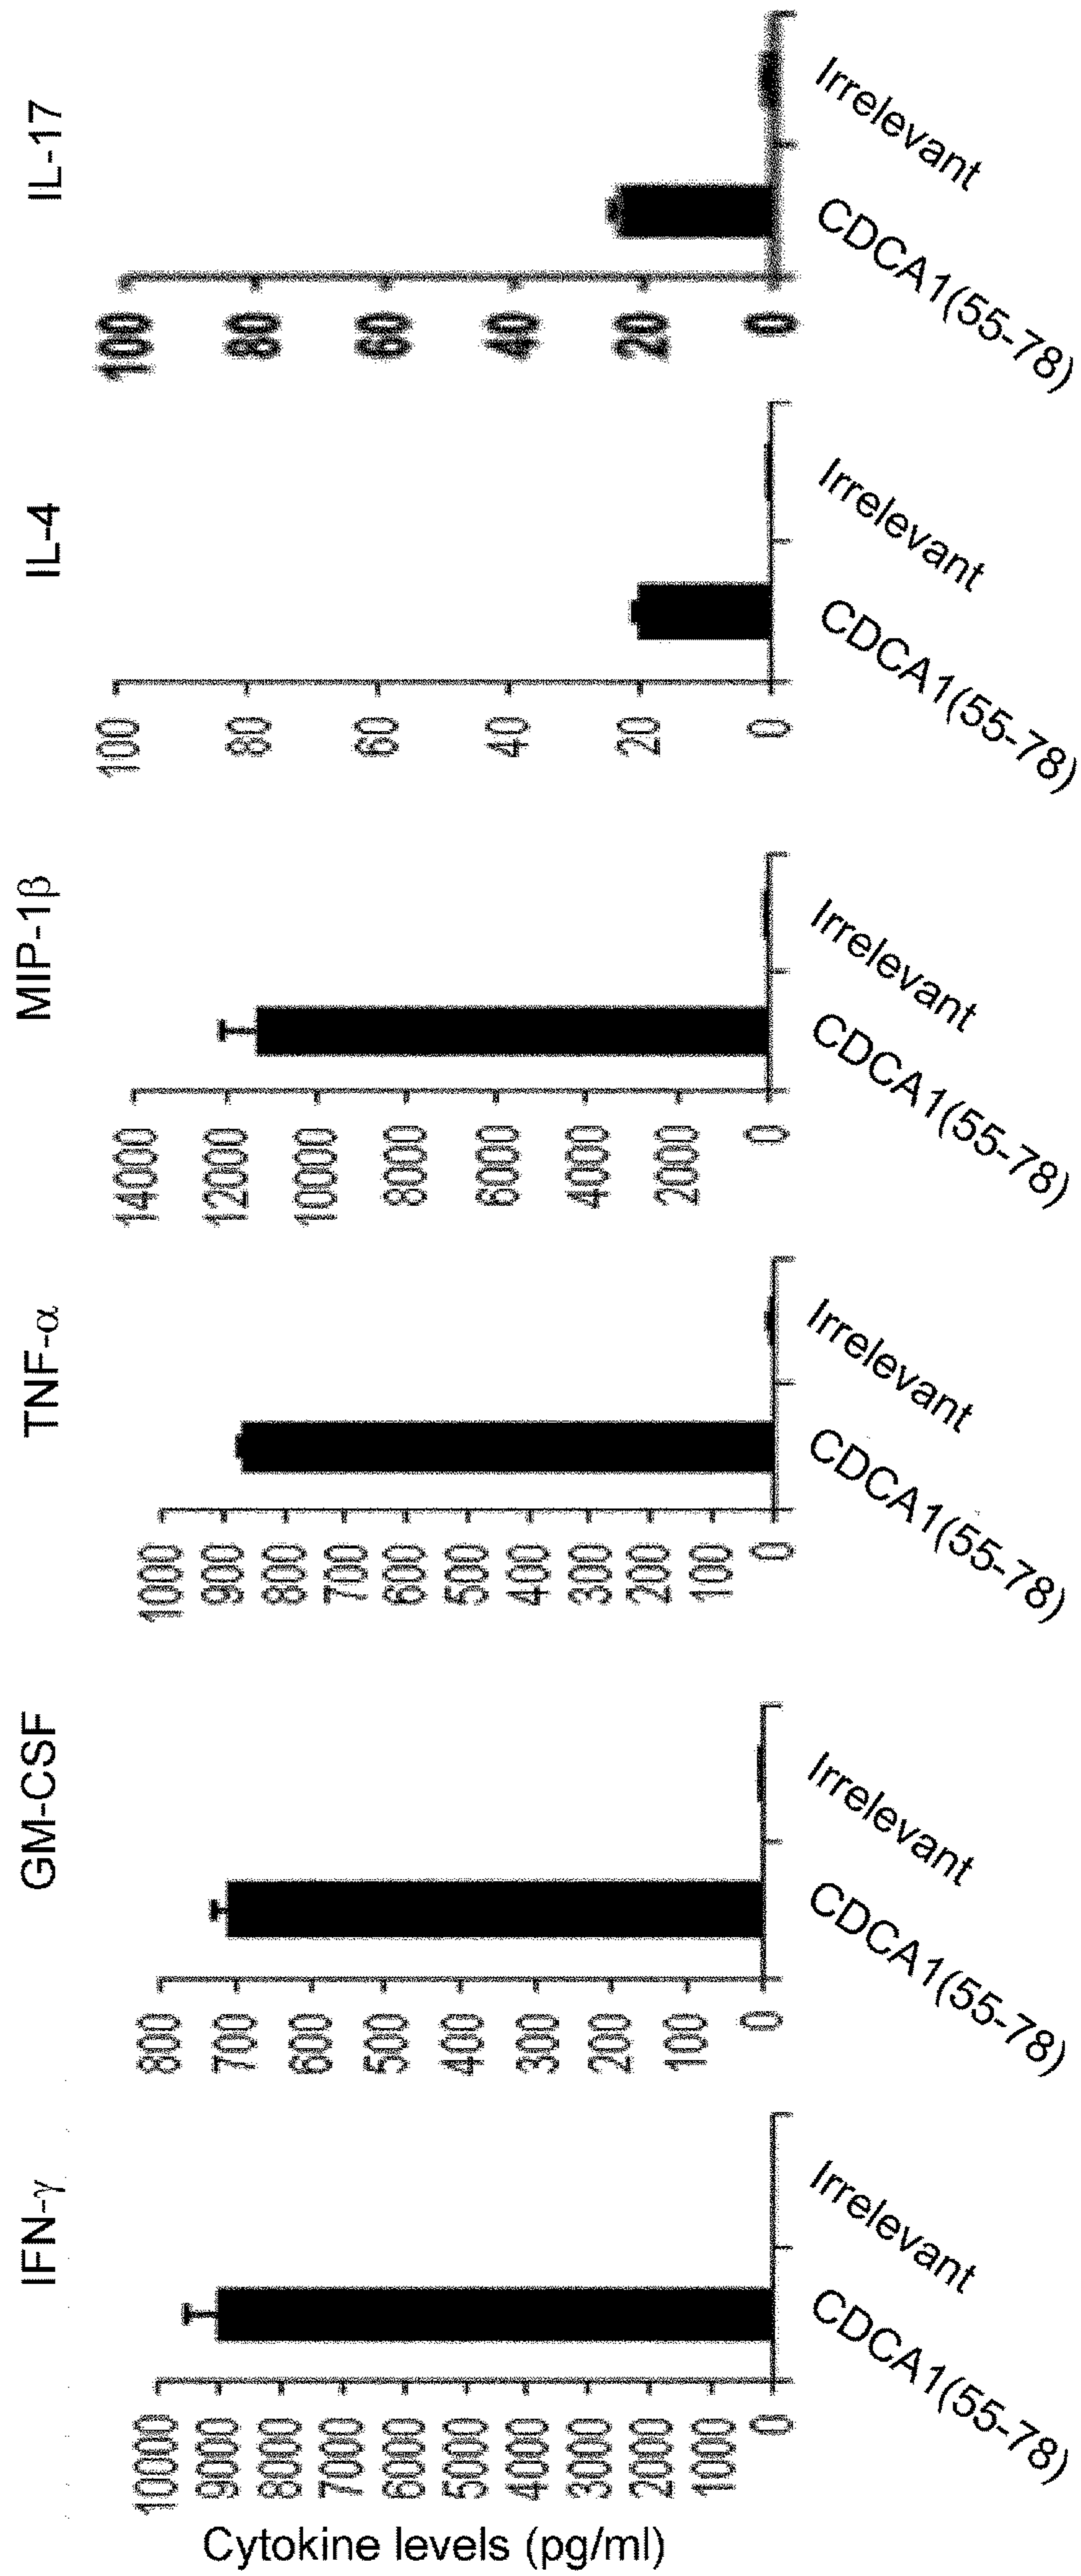 Cytokine levels (pg/ml)
IFN-γ
10000
9000
8000
7000
6000
5000
4000
3000
2000
1000
0
CDCA1(55-78)
Irrelevant
GM-CSF
800
700
600
500
400
300
200
100
0
CDCA1(55-78)
Irrelevant
TNF-α
1000
900
800
700
600
500
400
300
200
100
0
CDCA1(55-78)
Irrelevant
MIP-1β
14000
12000
10000
8000
6000
4000
2000
0
CDCA1(55-78)
Irrelevant
IL-4
100
80
60
40
20
0
CDCA1(55-78)
Irrelevant
IL-17
100
80
60
40
20
0
CDCA1(55-78)
Irrelevant